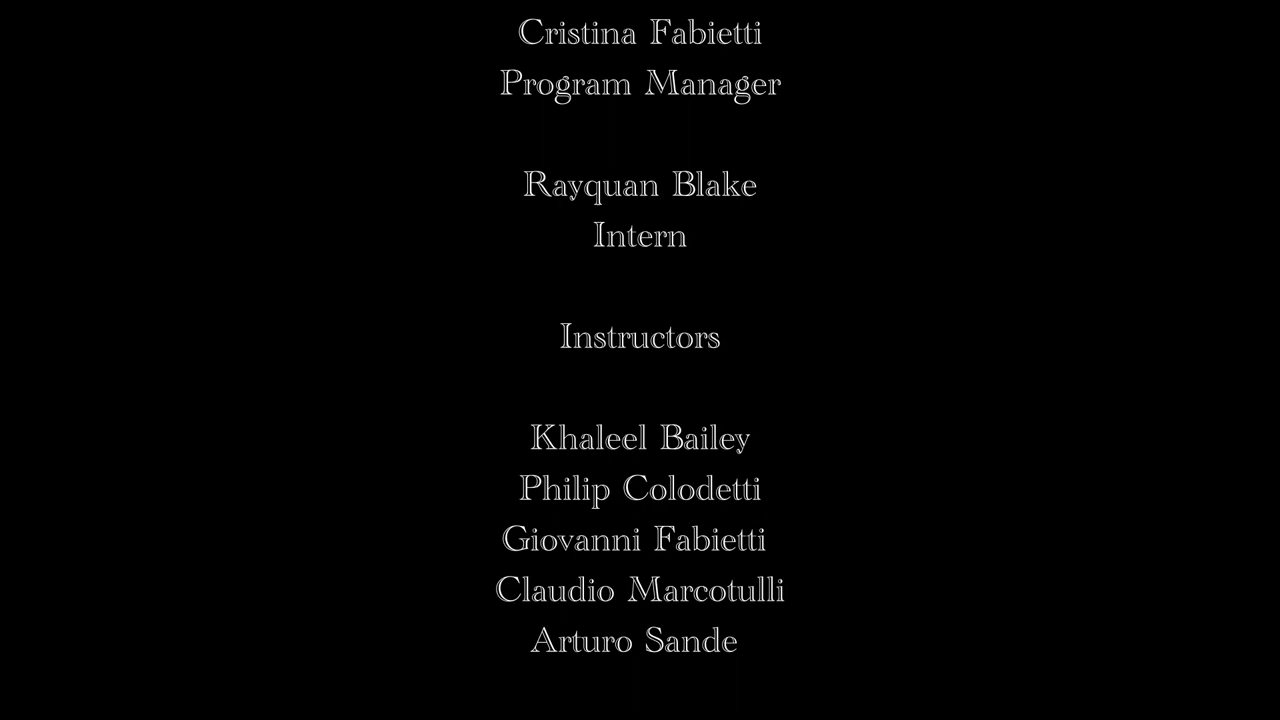 Cristina Fabietti
Program Manager
Rayquan Blake
Intern
Instructors
Khaleel Bailey
Philip Colodetti
Giovanni Fabietti
Claudio Marcotulli
Arturo Sande